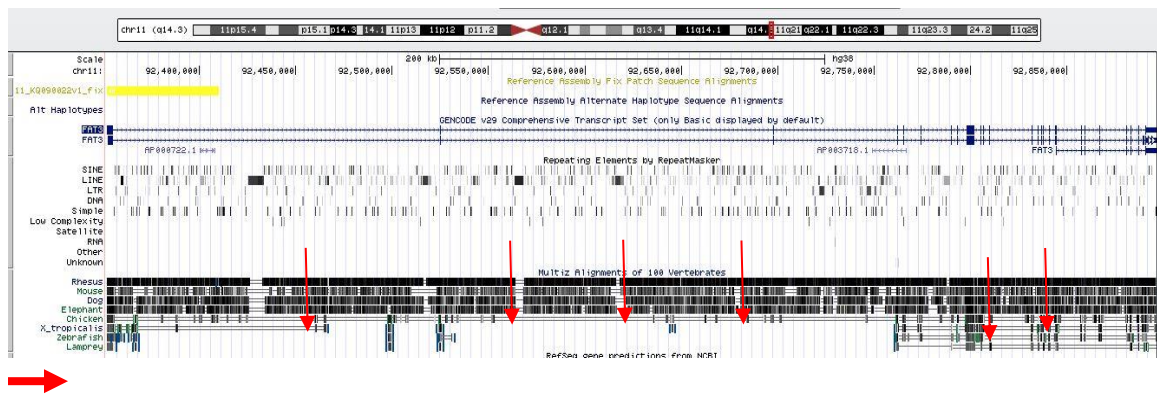 chr11 (q14.3) 11p15.4 p15.1 p14.3 14.1 11p13 11p12 p11.2 q12.1 q13.4 11q14.1 q14. 11q21 q22.1 11q22.3 11q23.3 24.2 11q25
Scale 200 kb hg38
chr11: 92,400,000 92,450,000 92,500,000 92,550,000 92,600,000 92,650,000 92,700,000 92,750,000 92,800,000 92,850,000
Reference Assembly Fix Patch Sequence Alignments
11_KQ090022v1_fix
Reference Assembly Alternate Haplotype Sequence Alignments
Alt Haplotypes
GENCODE v29 Comprehensive Transcript Set (only Basic displayed by default)
FAT3
FAT3
AP000722.1 AP003718.1 FAT3
Repeating Elements by RepeatMasker
SINE
LINE
LTR
DNA
Simple
Low Complexity
Satellite
RNA
Other
Unknown
Multiz Alignments of 100 Vertebrates
Rhesus
Mouse
Dog
Elephant
Chicken
X_tropicalis
Zebrafish
Lamprey
RefSeq gene predictions from NCBI